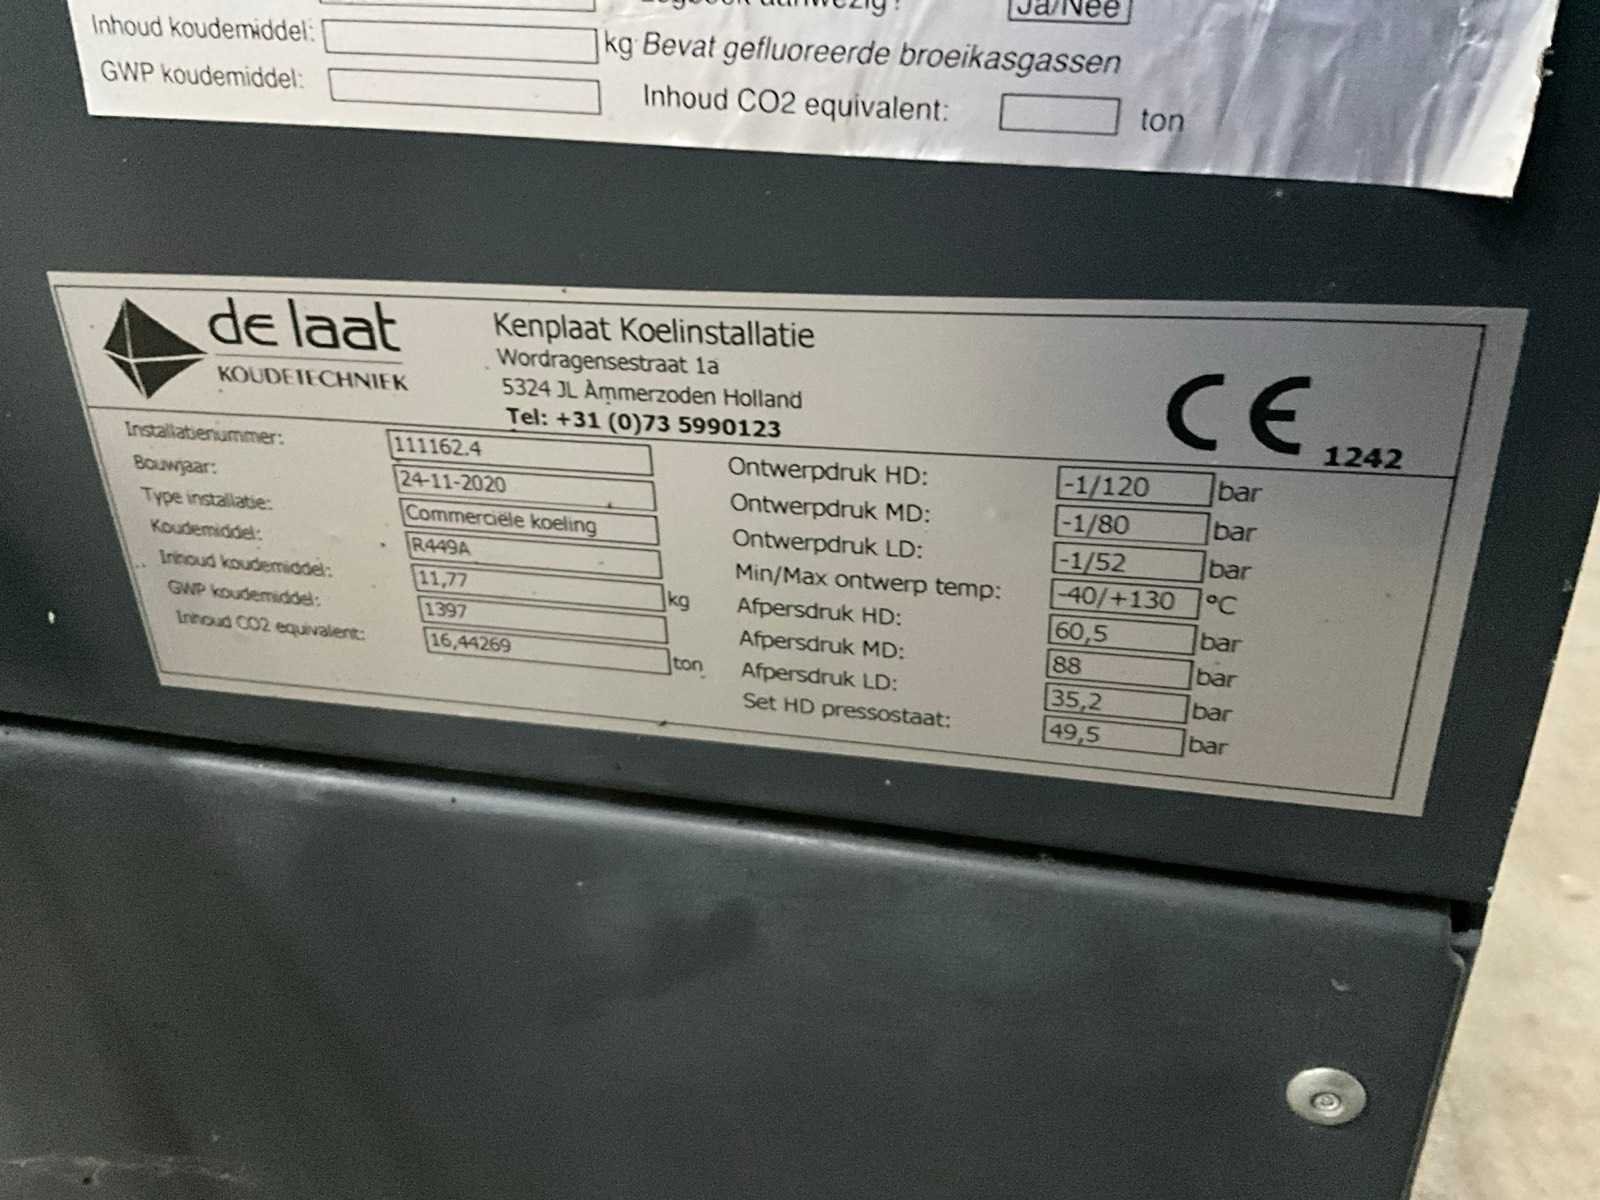 Ja/Nee
Inhoud koudemiddel: kg Bevat gefluoreerde broeikasgassen
GWP koudemiddel: Inhoud CO2 equivalent: ton
de laat
KOUDETECHNIEK
Kenplaat Koelinstallatie
Wordragensestraat 1a
5324 JL Ammerzoden Holland
Tel: +31 (0)73 5990123
CE 1242
Installatienummer: 111162.4
Bouwjaar: 24-11-2020
Type installatie: Commerciële koeling
Koudemiddel: R449A
Inhoud koudemiddel: 11,77 kg
GWP koudemiddel: 1397
Inhoud CO2 equivalent: 16,44269 ton
Ontwerpdruk HD: -1/120 bar
Ontwerpdruk MD: -1/80 bar
Ontwerpdruk LD: -1/52 bar
Min/Max ontwerp temp: -40/+130 °C
Afpersdruk HD: 60,5 bar
Afpersdruk MD: 88 bar
Afpersdruk LD: 35,2 bar
Set HD pressostaat: 49,5 bar